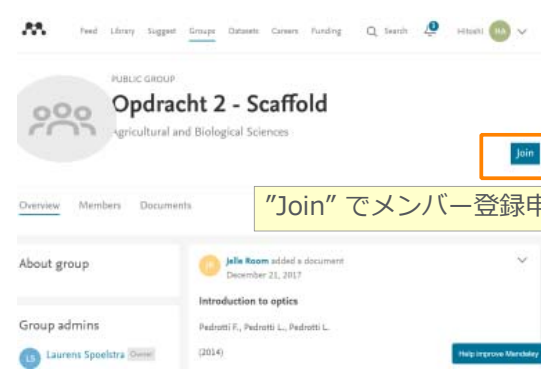 Feed Library Suggest Groups Datasets Careers Funding Search Hitoshi HA
PUBLIC GROUP
Opdracht 2 - Scaffold
Agricultural and Biological Sciences
Join
Overview Members Documents
"Join" でメンバー登録申
About group
JR Jelle Room added a document
December 21, 2017
Introduction to optics
Group admins
Pedrotti F., Pedrotti L., Pedrotti L.
LS Laurens Spoelstra Owner
(2014)
Help improve Mendeley